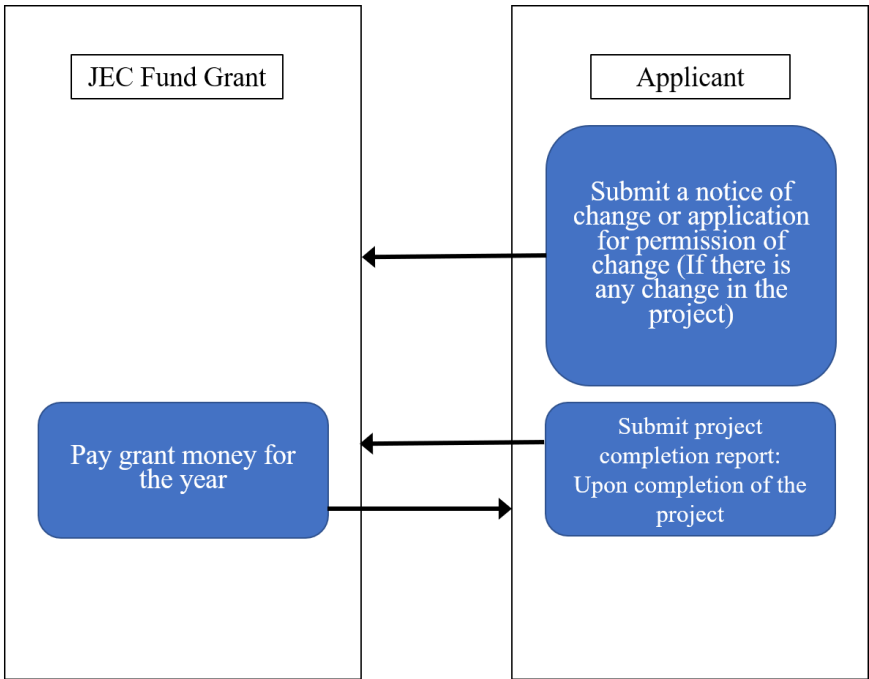 JEC Fund Grant
Applicant
Submit a notice of
change or application
for permission of
change (If there is
any change in the
project)
Pay grant money for
the year
Submit project
completion report:
Upon completion of the
project